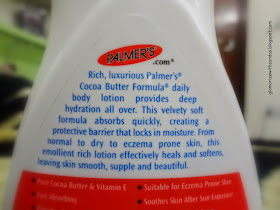 PALMER'S®
.com®
Rich, luxurious Palmer's®
Cocoa Butter Formula® daily
body lotion provides deep
hydration all over. This velvety soft
formula absorbs quickly, creating a
protective barrier that locks in moisture. From
normal to dry to eczema prone skin, this
emollient rich lotion effectively heals and softens,
leaving skin smooth, supple and beautiful.
• Pure Cocoa Butter & Vitamin E • Suitable for Eczema Prone Skin
• Fast Absorbing • Soothes Skin After Sun Exposure